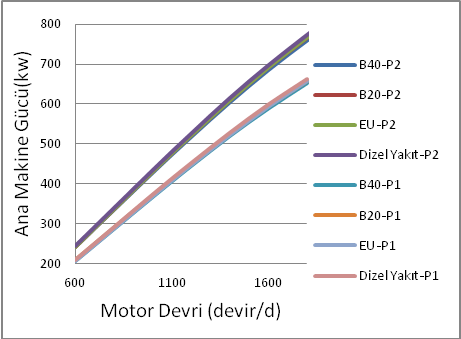 800
700
600
500
400
300
200
Ana Makine Gücü(kw)
600 1100 1600
Motor Devri (devir/d)
B40-P2
B20-P2
EU-P2
Dizel Yakıt-P2
B40-P1
B20-P1
EU-P1
Dizel Yakıt-P1